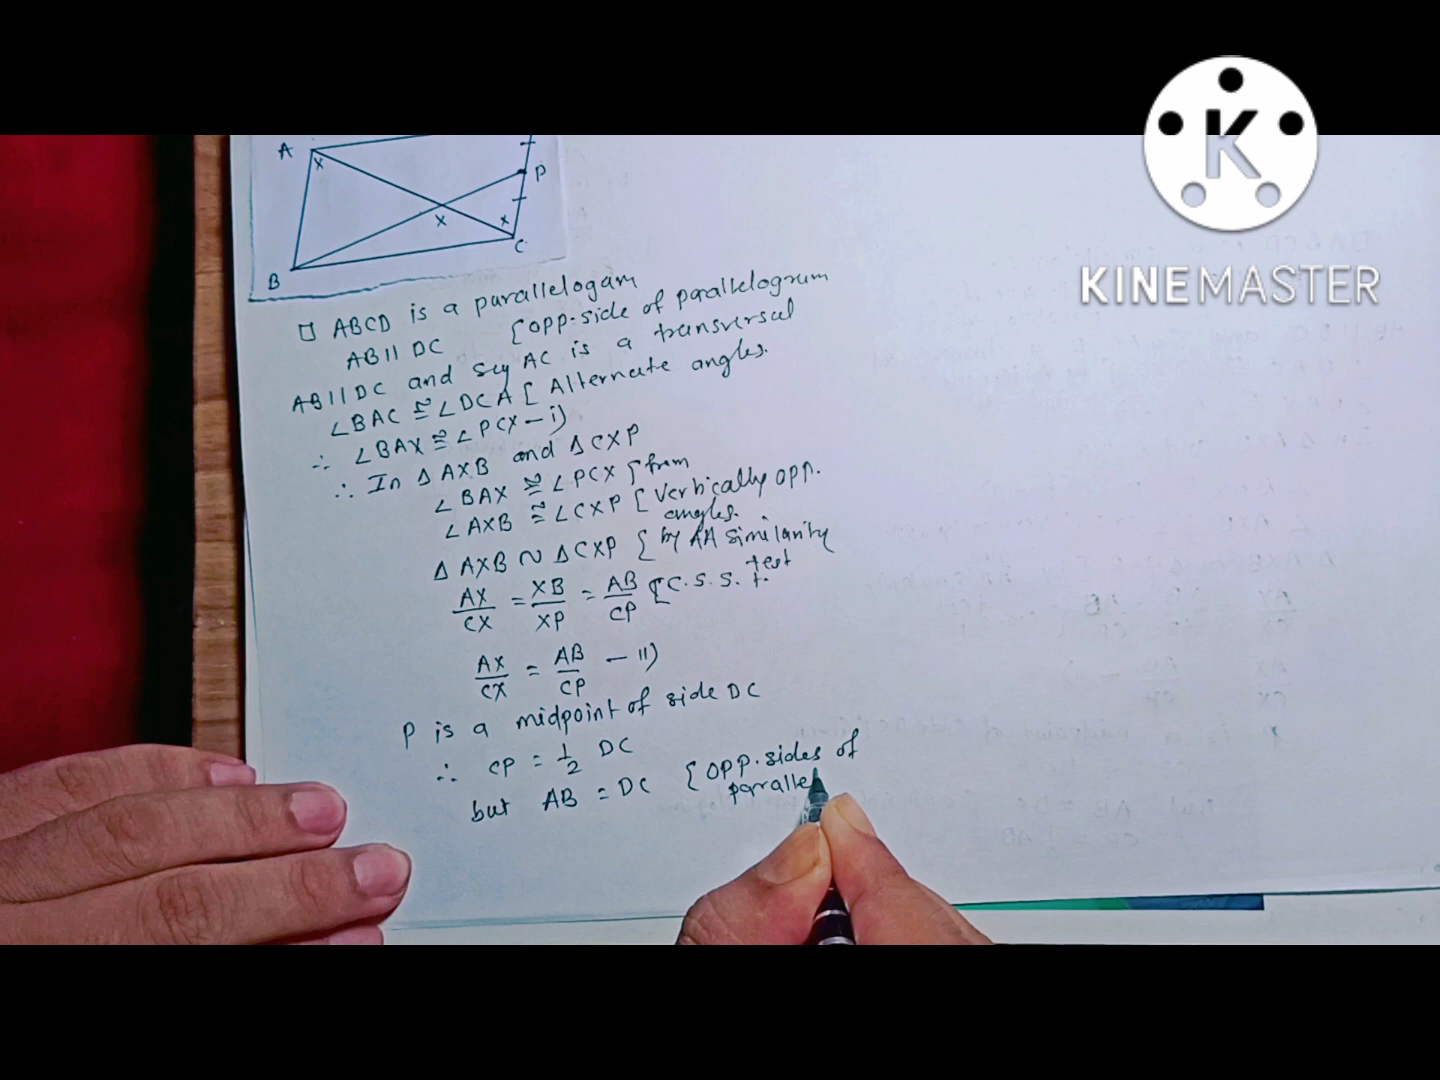 A
x
P
x
x
C
B
□ ABCD is a parallelogam
AB || DC { opp. side of parallelogram
AB || DC and seg AC is a transversal
∠BAC ≅ ∠DCA [ Alternate angles.
∴ ∠BAX ≅ ∠PCX - i)
∴ In Δ AXB and Δ CXP
∠BAX ≅ ∠PCX { from
∠AXB ≅ ∠CXP [ Vertically opp.
angles.
Δ AXB ~ Δ CXP { by AA similarity
test
AX/CX = XB/XP = AB/CP [ C.S.S.t.
AX/CX = AB/CP - II)
P is a midpoint of side DC
∴ CP = 1/2 DC
but AB = DC { opp. sides of
paralle
K
KINEMASTER